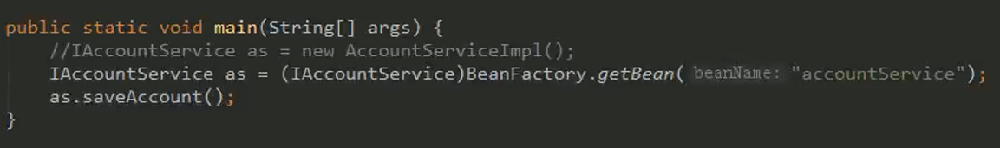 public static void main(String[] args) {
//IAccountService as = new AccountServiceImpl();
IAccountService as = (IAccountService)BeanFactory.getBean( beanName: "accountService");
as.saveAccount();
}